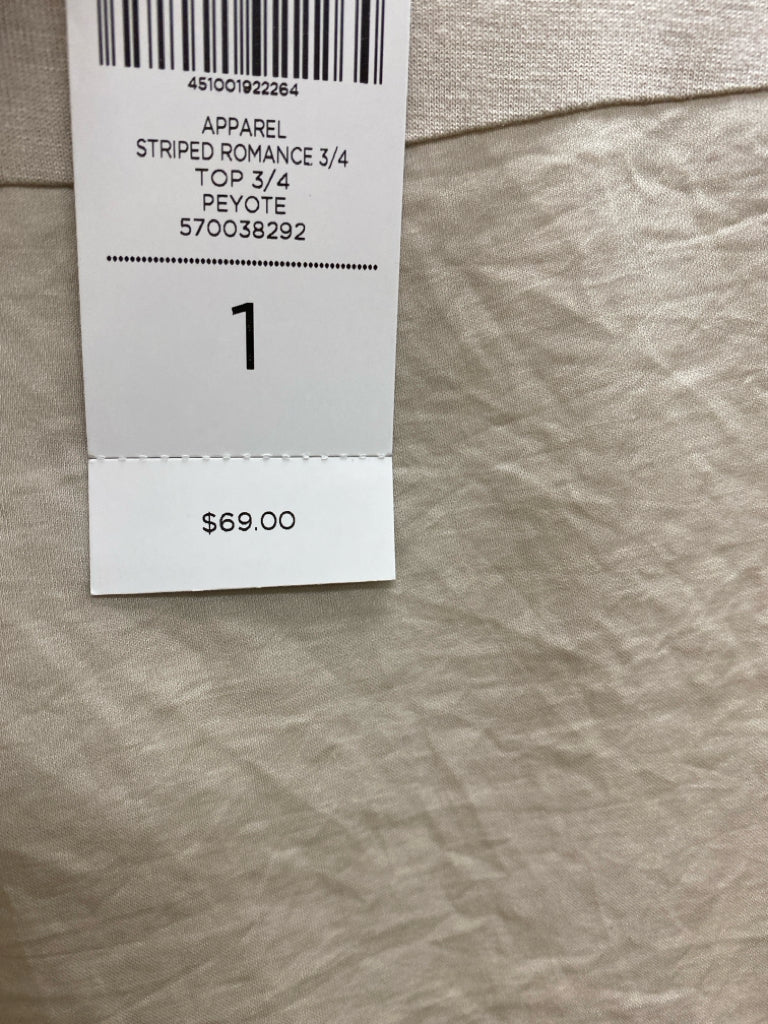 451001922264
APPAREL
STRIPED ROMANCE 3/4
TOP 3/4
PEYOTE
570038292
1
$69.00